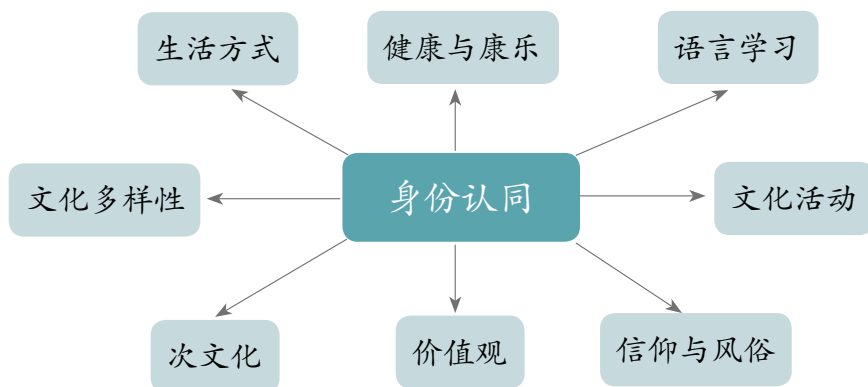 生活方式
健康与康乐
语言学习
文化多样性
身份认同
文化活动
次文化
价值观
信仰与风俗